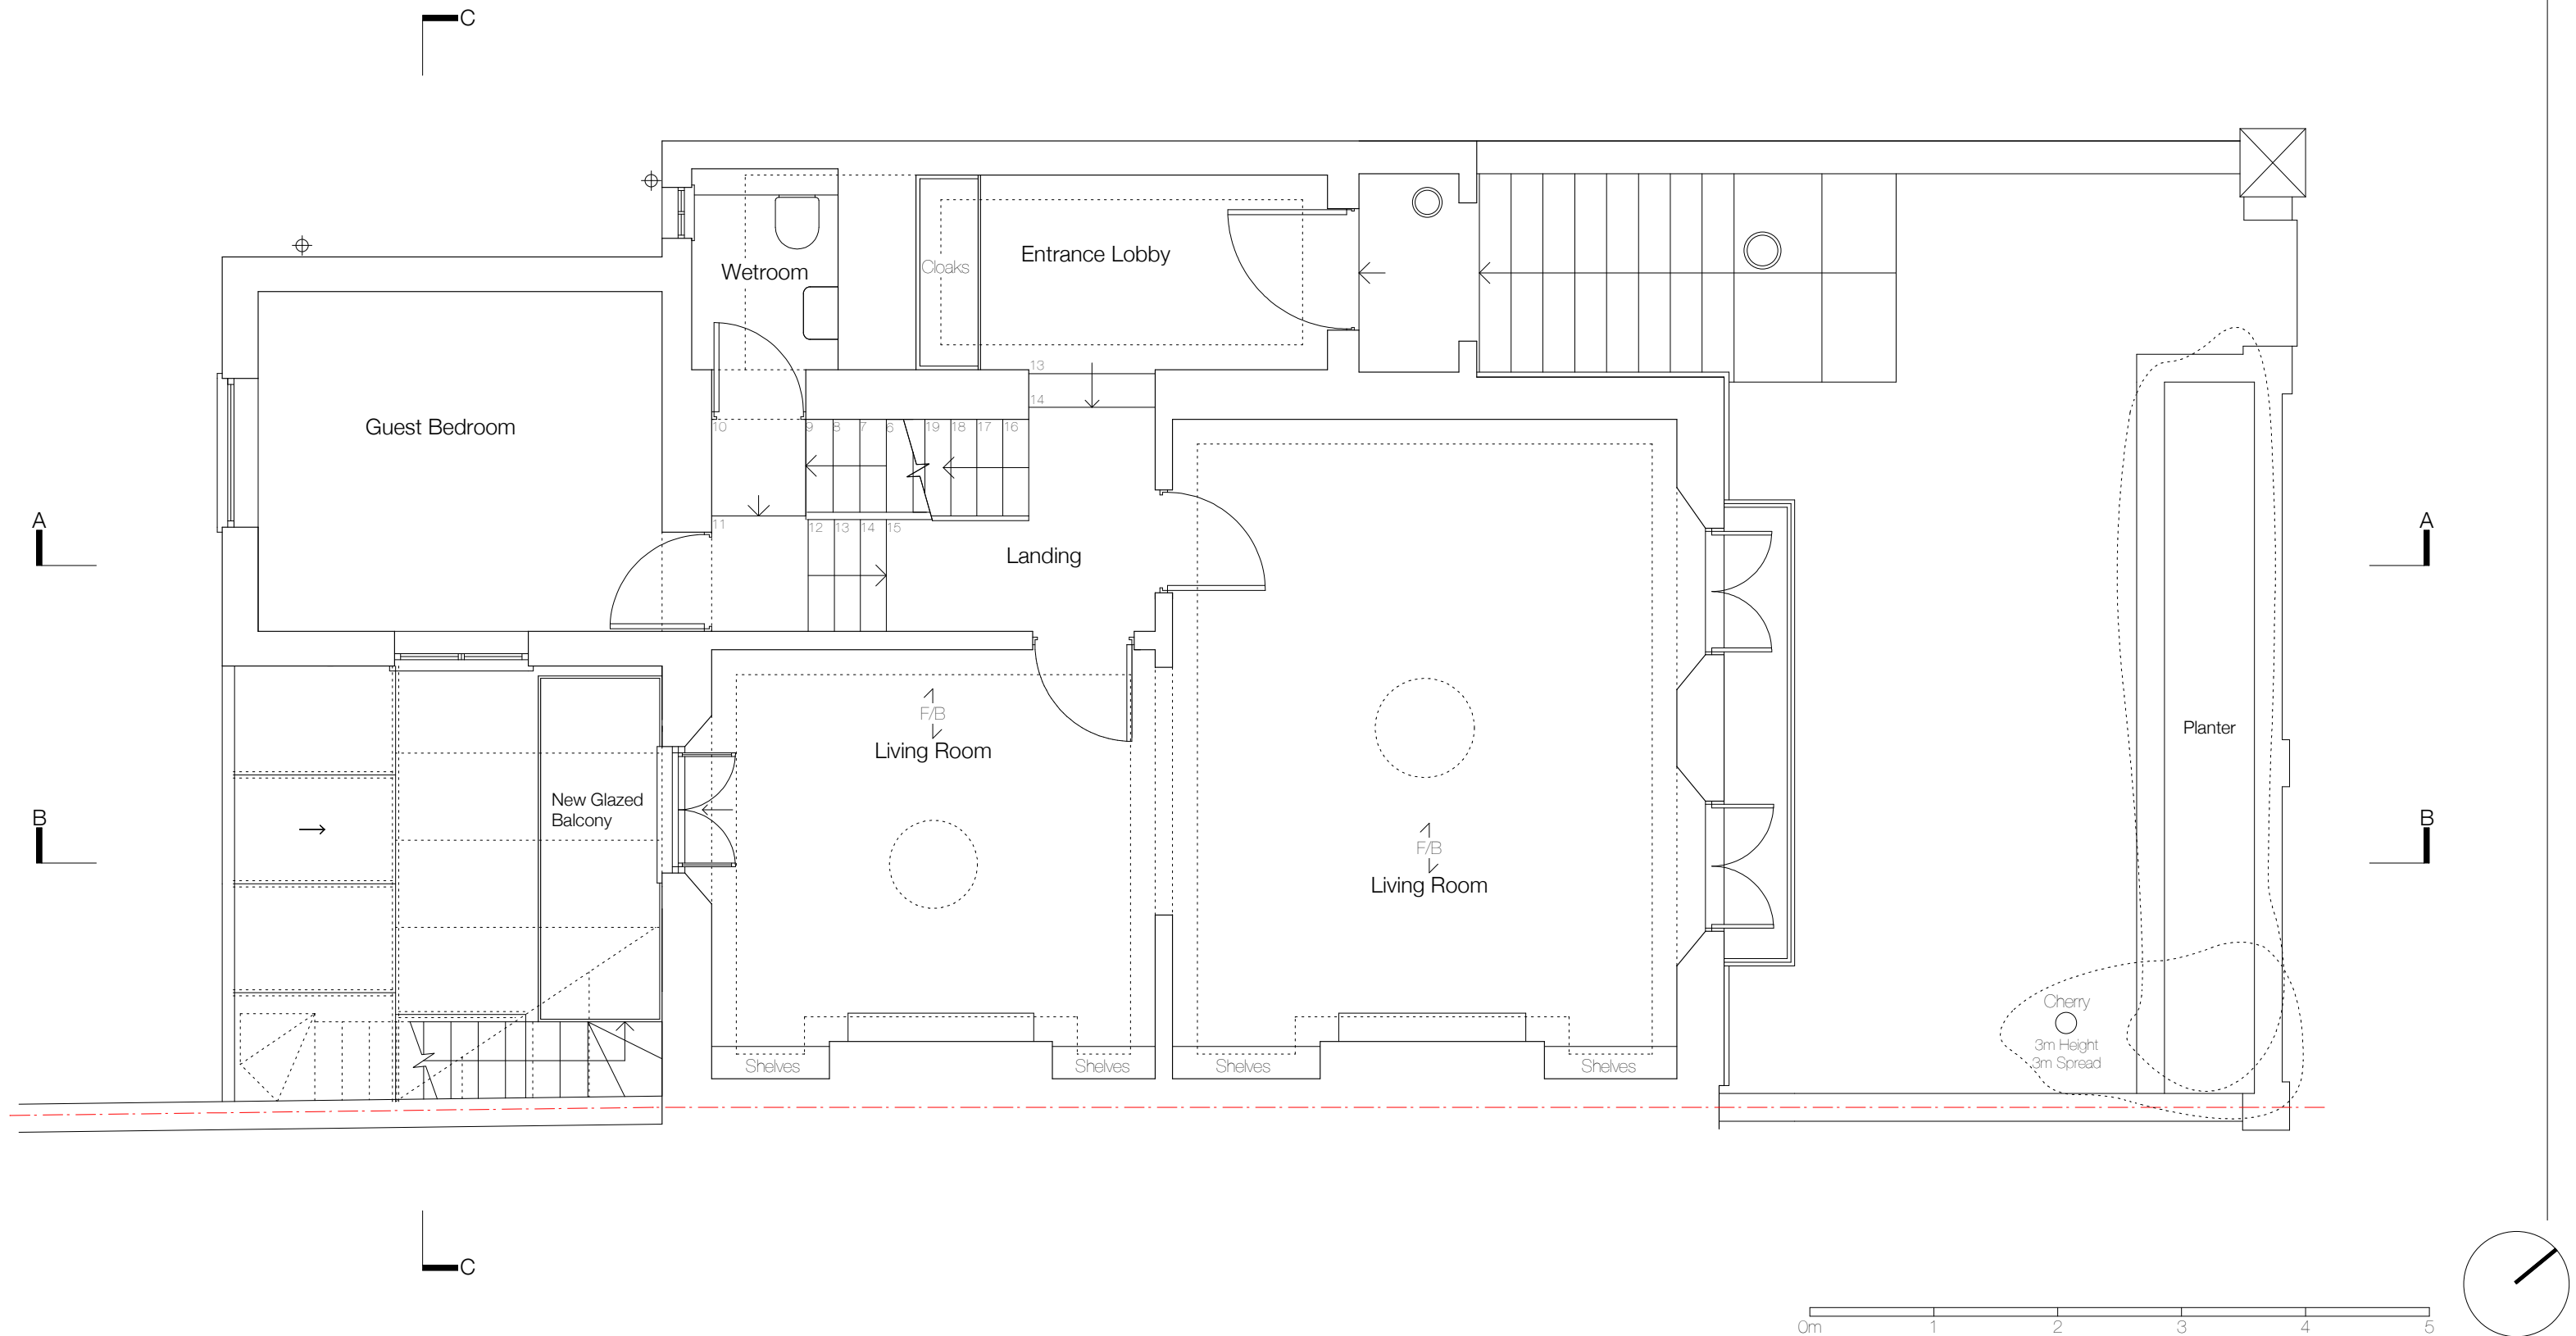 C
Cloaks
Entrance Lobby
Wetroom
13
14
Guest Bedroom
10
9
8
7
6
19
18
17
16
A
A
11
12
13
14
15
Landing
F/B
Living Room
Planter
New Glazed
Balcony
B
B
F/B
Living Room
Cherry
3m Height
3m Spread
Shelves
Shelves
Shelves
Shelves
C
0m
1
2
3
4
5